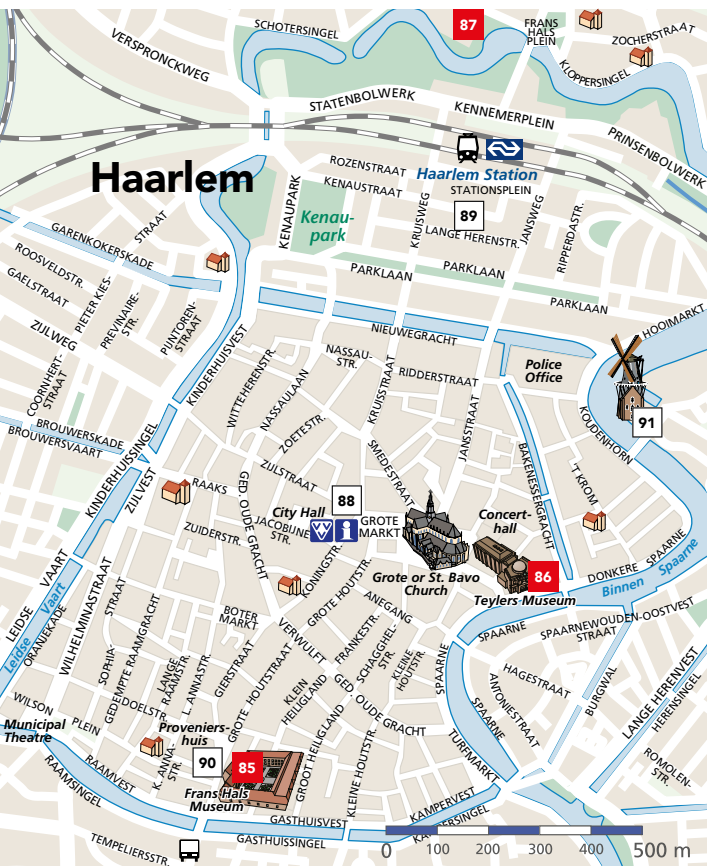 SCHOTERSINGEL
87
FRANS
HALS
PLEIN
ZOCHERSTRAAT
VERSPRONCKWEG
KLOPPERSINGEL
STATENBOLWERK
KENNEMERPLEIN
PRINSENBOLWERK
Haarlem
ROZENSTRAAT
KENAUSTRAAT
Haarlem Station
STATIONSPLEIN
KENAUPARK
Kenau-
park
KRUISWEG
89
LANGE HERENSTR.
JANSWEG
RIPPERDASTR.
STRAAT
GARENKOKERSKADE
ROOSVELDSTR.
GAELSTRAAT
PIETER KIES-
PREVINAIRE-
STR.
PIJNTOREN-
STRAAT
ZIJLWEG
COORNHERT-
STRAAT
PARKLAAN
PARKLAAN
PARKLAAN
HOOIMARKT
NIEUWEGRACHT
KINDERHUISVEST
WITTEHERENSTR.
NASSAU-
STR.
NASSAULAAN
RIDDERSTRAAT
KRUISSTRAAT
Police
Office
91
KOUDENHORN
ZOETESTR.
JANSSTRAAT
BROUWERSKADE
BROUWERSVAART
KINDERHUISSINGEL
ZIJLVEST
SMEDESTRAAT
ZIJLSTRAAT
BAKENESSERGRACHT
'T KROM
RAAKS
GED. OUDE GRACHT
88
City Hall
JACOBIJNE
STR.
GROTE
MARKT
Concert-
hall
ZUIDERSTR.
KONINGSTR.
Grote or St. Bavo
Church
86
Teylers Museum
DONKERE SPAARNE
Binnen Spaarne
LEIDSE VAART
Leidse Vaart
ORANJEKADE
WILHELMINASTRAAT
GROTE HOUTSTR.
ANEGANG
BOTER
MARKT
VERWULFT
FRANKESTR.
SCHAGCHEL-
STR.
KLEINE
HOUTSTR.
SPAARNE
SPAARNE
SPAARNEWOUDEN-
STRAAT
OOSTVEST
SOPHIA-
STRAAT
GEDEMPTE RAAMGRACHT
LANGE
RAAMSTR.
L. ANNASTR.
GIERSTRAAT
GROTE HOUTSTRAAT
KLEIN
HEILIGLAND
GED. OUDE GRACHT
HAGESTRAAT
ANTONIESTRAAT
BURGWAL
LANGE HERENVEST
HERENSINGEL
WILSON
PLEIN
DOELSTR.
Municipal
Theatre
Proveniers-
huis
SPAARNE
TURFMARKT
ROMOLEN-
STR.
90
85
K. ANNA-
STR.
Frans Hals
Museum
GROOT HEILIGLAND
KLEINE HOUTSTR.
RAAMVEST
RAAMSINGEL
GASTHUISVEST
GASTHUISSINGEL
KAMPERVEST
TEMPELIERSSTR.
0 100 200 300 400 500 m